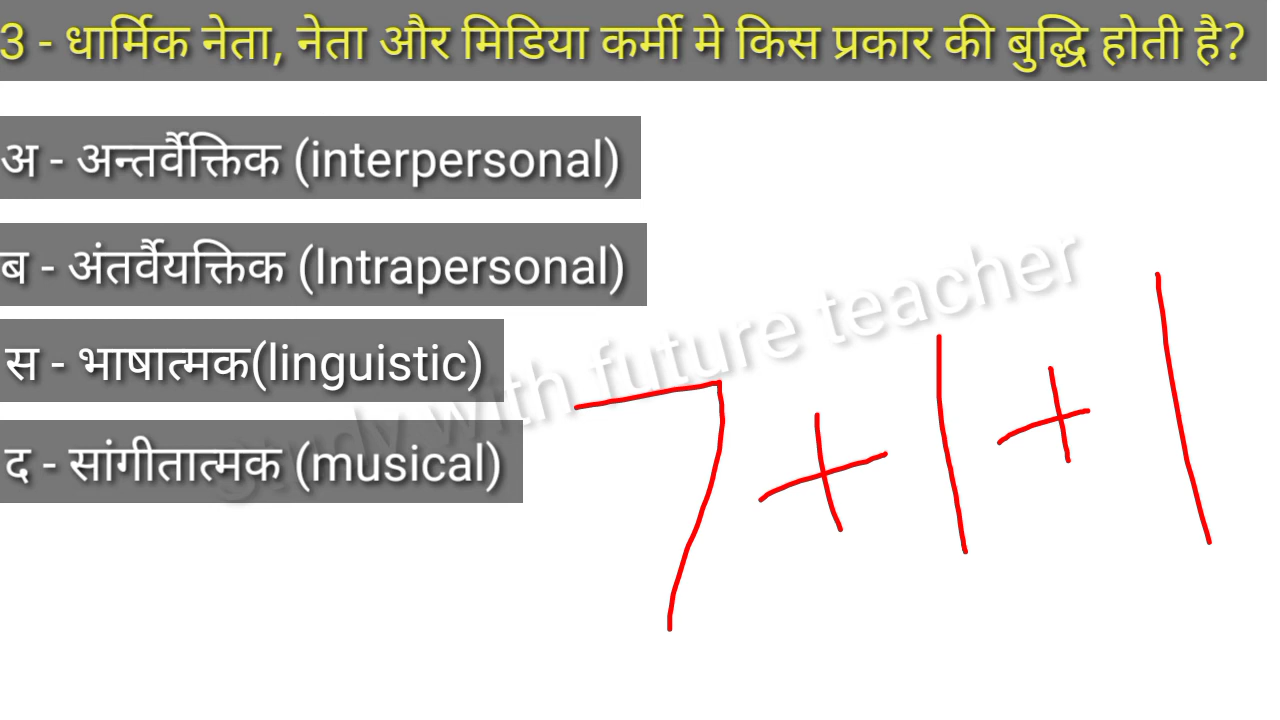 3 - धार्मिक नेता, नेता और मिडिया कर्मी मे किस प्रकार की बुद्धि होती है?
अ - अन्तर्वैक्तिक (interpersonal)
ब - अंतर्वैयक्तिक (Intrapersonal)
स - भाषात्मक(linguistic)
द - सांगीतात्मक (musical)
study with future teacher
7 + 1 + 1